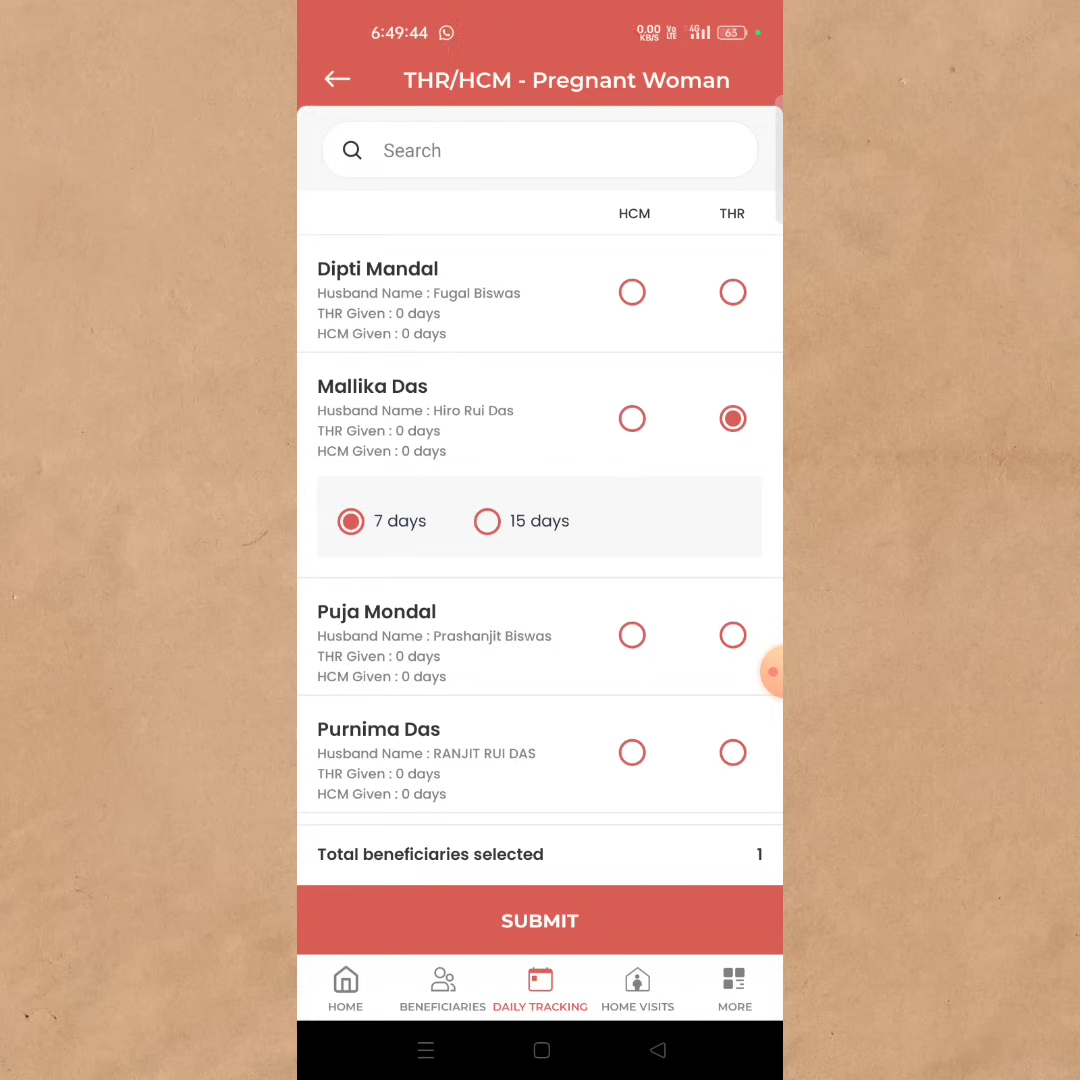 6:49:44 0.00 KB/S Vo LTE 4G 63
THR/HCM - Pregnant Woman
Search
HCM THR
Dipti Mandal
Husband Name : Fugal Biswas
THR Given : 0 days
HCM Given : 0 days
Mallika Das
Husband Name : Hiro Rui Das
THR Given : 0 days
HCM Given : 0 days
7 days 15 days
Puja Mondal
Husband Name : Prashanjit Biswas
THR Given : 0 days
HCM Given : 0 days
Purnima Das
Husband Name : RANJIT RUI DAS
THR Given : 0 days
HCM Given : 0 days
Total beneficiaries selected 1
SUBMIT
HOME BENEFICIARIES DAILY TRACKING HOME VISITS MORE